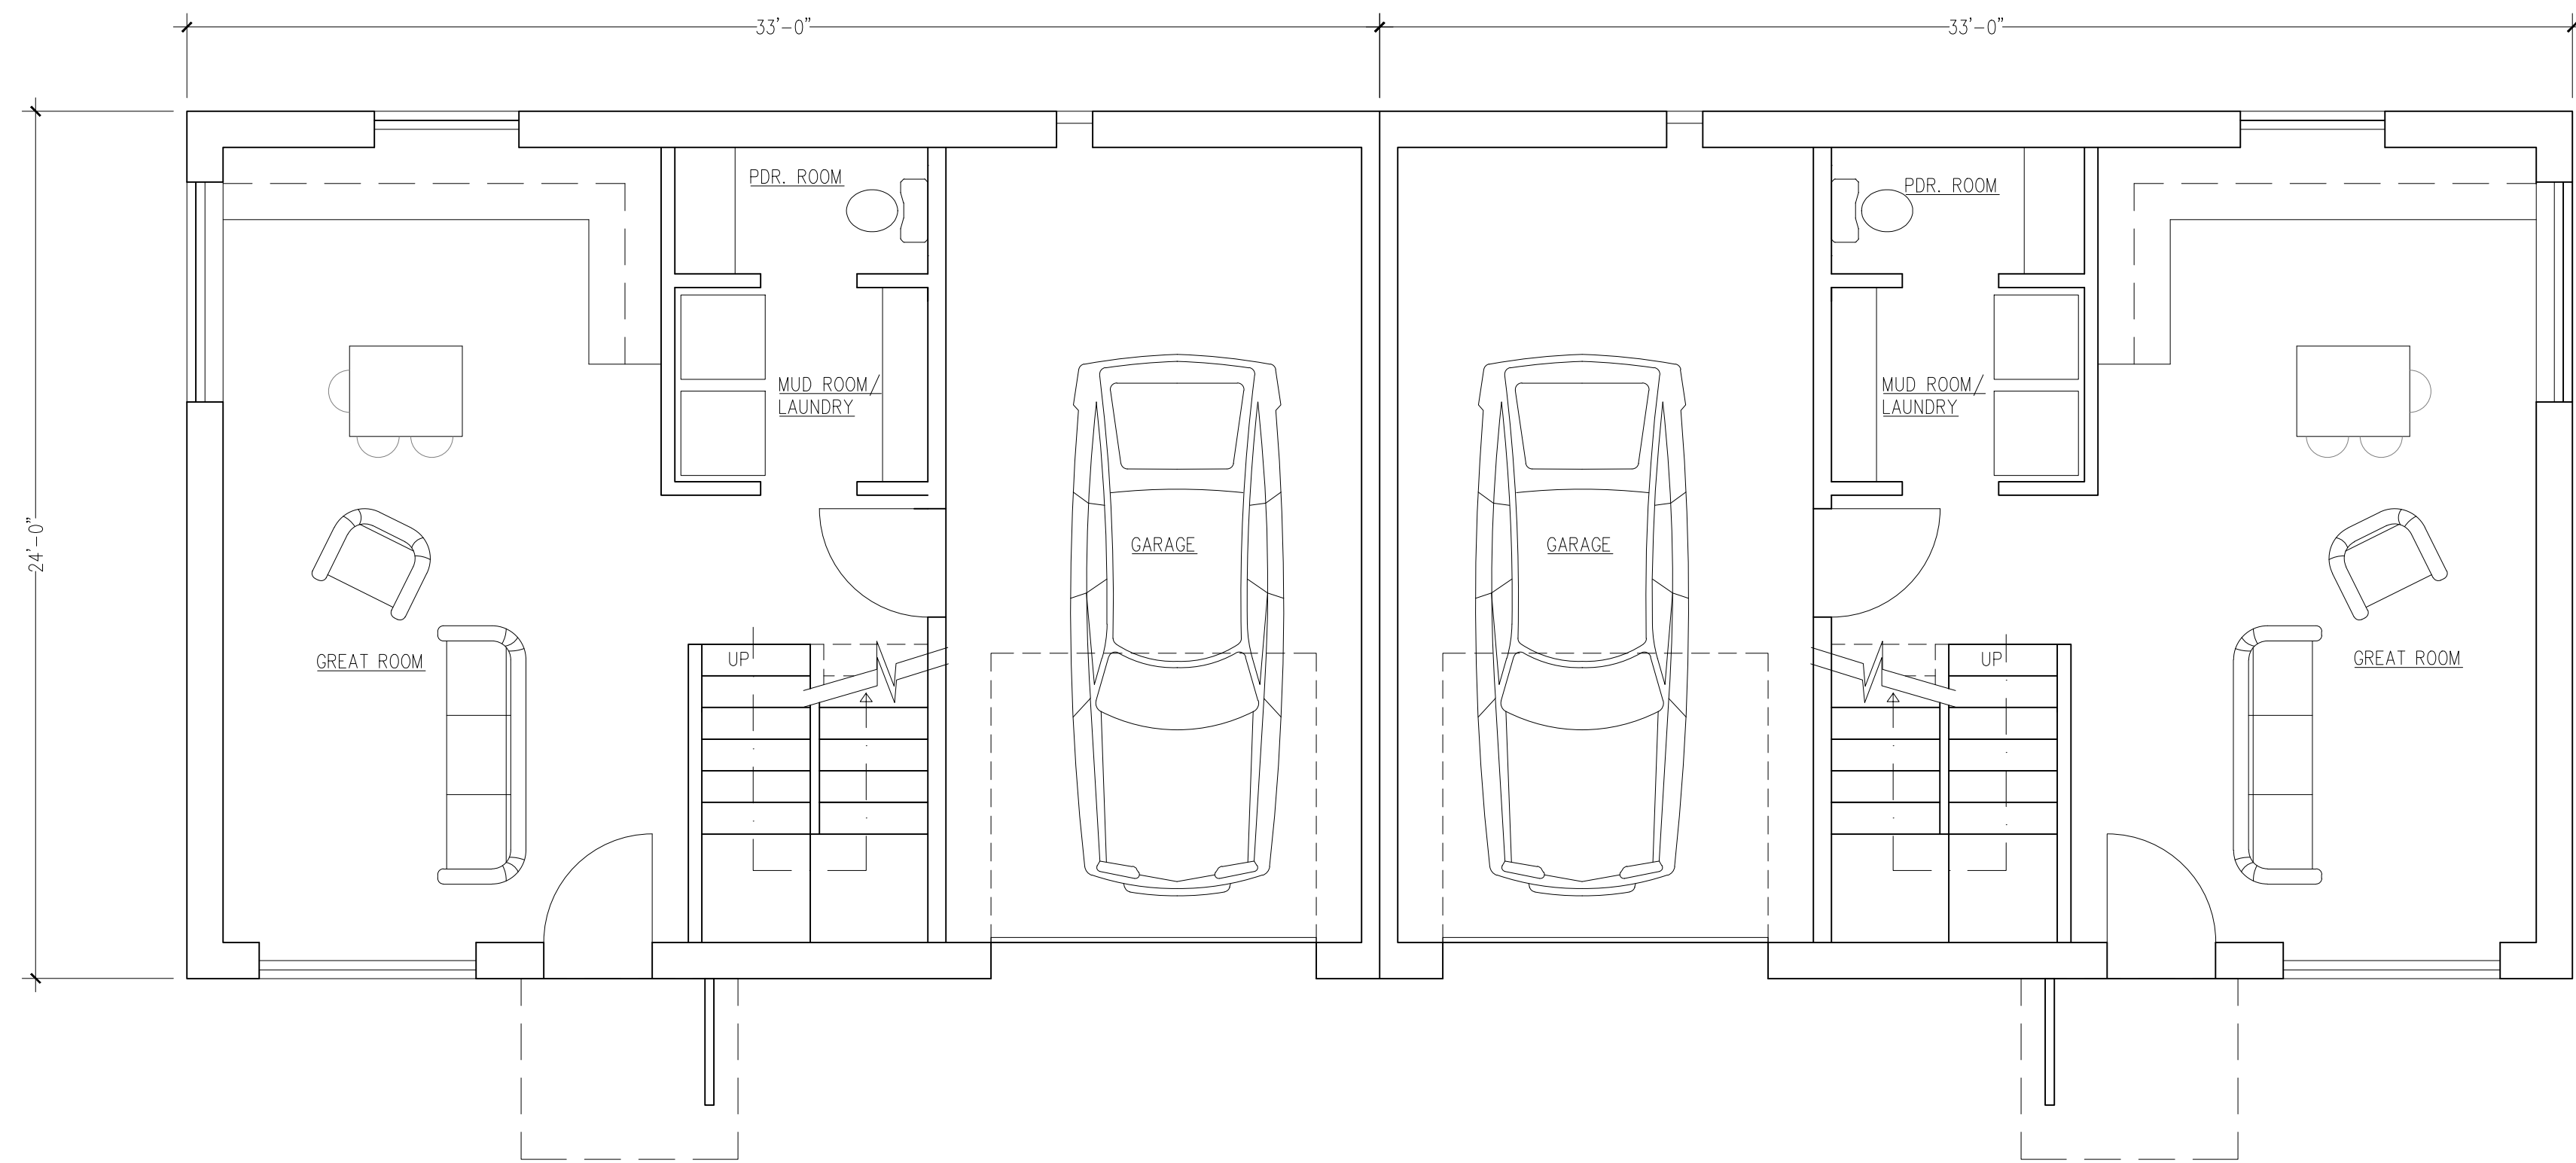 33'-0"
33'-0"
PDR. ROOM
PDR. ROOM
MUD ROOM/
LAUNDRY
MUD ROOM/
LAUNDRY
24'-0"
GARAGE
GARAGE
GREAT ROOM
UP
UP
GREAT ROOM